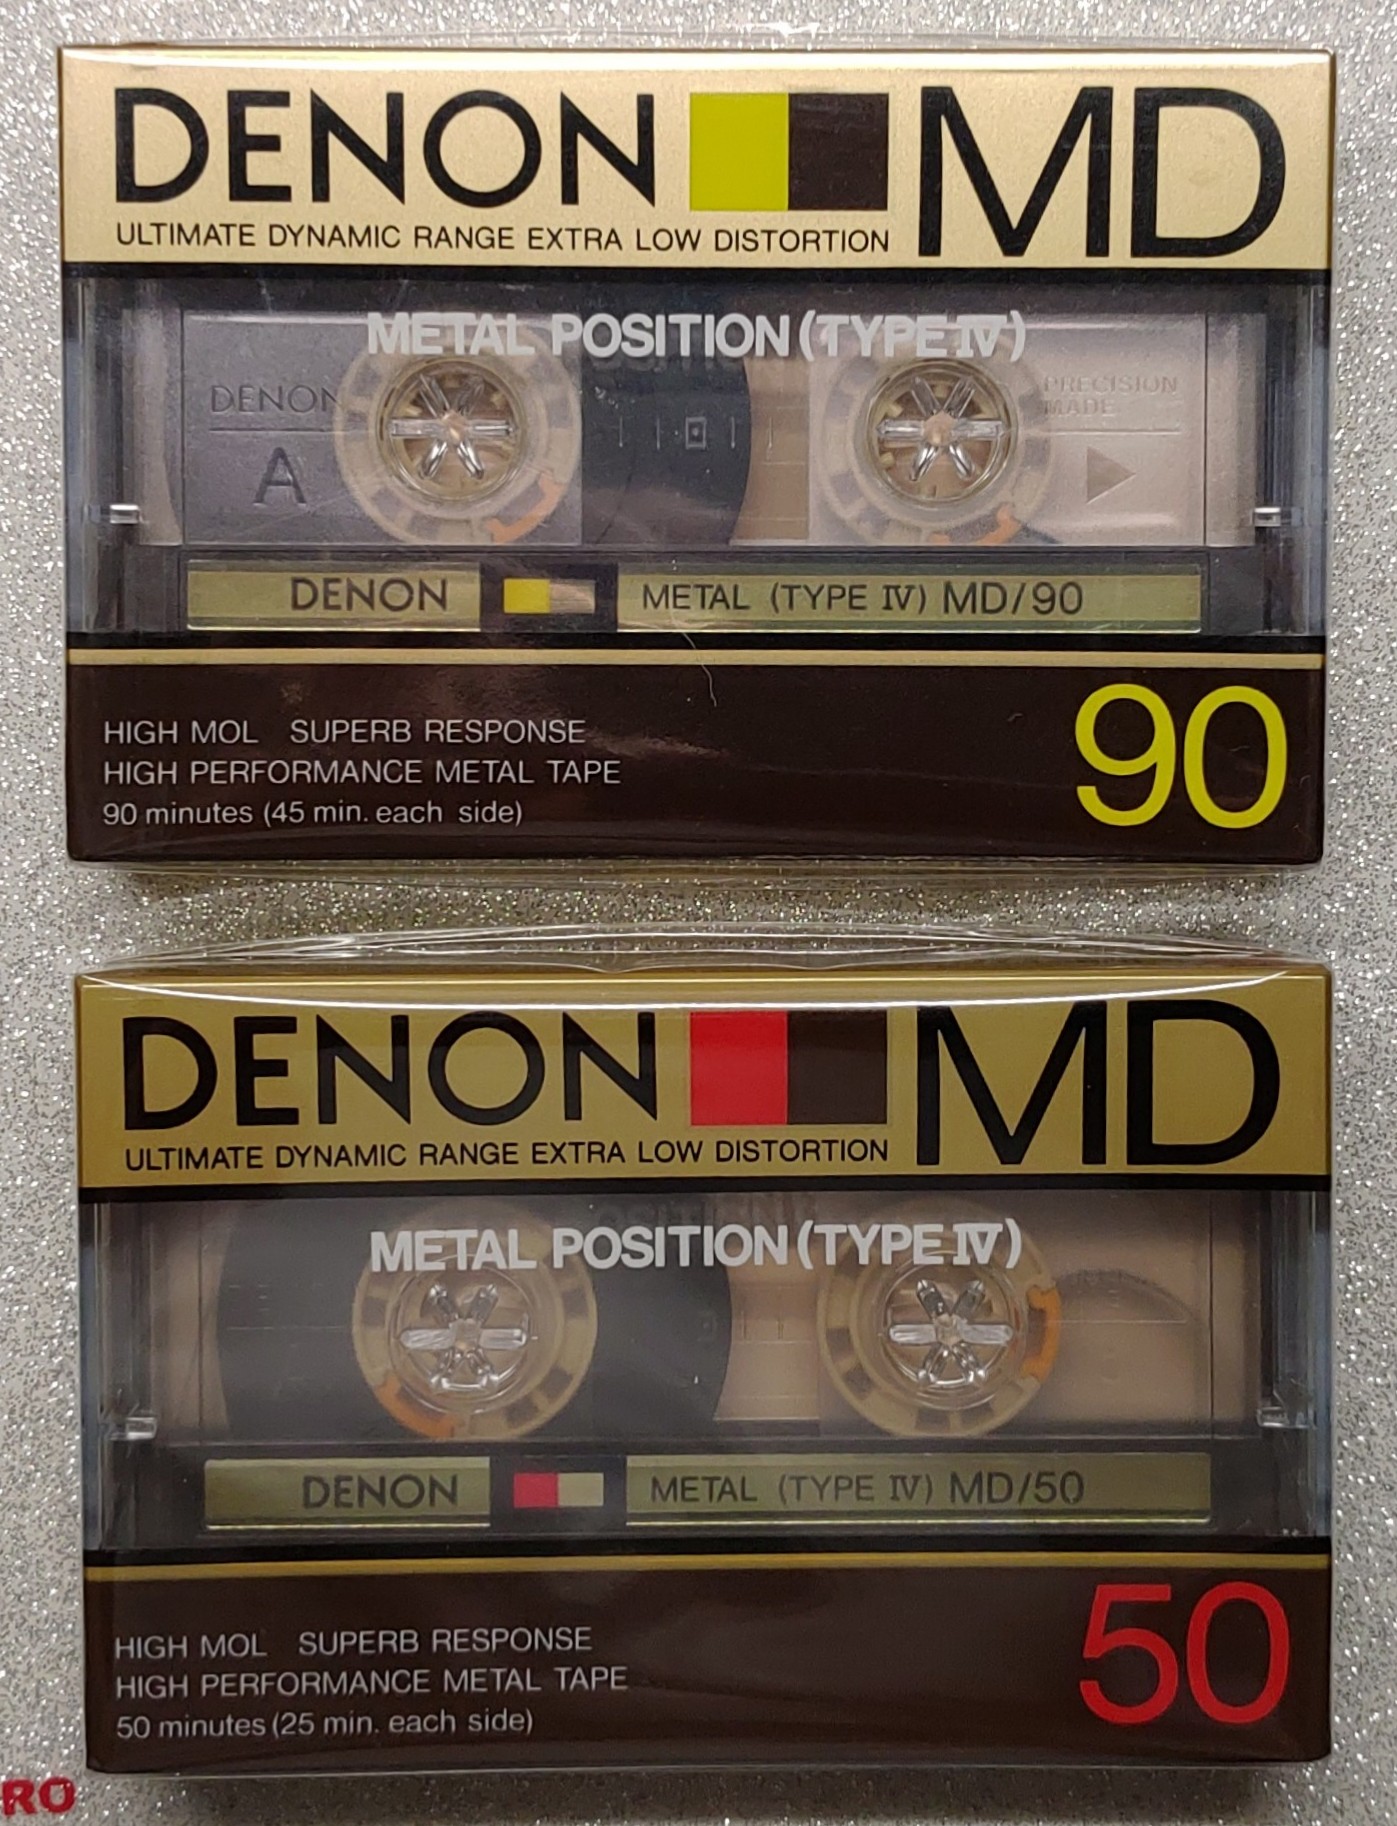 DENON MD
ULTIMATE DYNAMIC RANGE EXTRA LOW DISTORTION
METAL POSITION (TYPE IV)
DENON
PRECISION
MADE
A
DENON METAL (TYPE IV) MD/90
HIGH MOL SUPERB RESPONSE
HIGH PERFORMANCE METAL TAPE
90 minutes (45 min. each side)
90
DENON MD
ULTIMATE DYNAMIC RANGE EXTRA LOW DISTORTION
METAL POSITION (TYPE IV)
DENON METAL (TYPE IV) MD/50
HIGH MOL SUPERB RESPONSE
HIGH PERFORMANCE METAL TAPE
50 minutes (25 min. each side)
50
RO